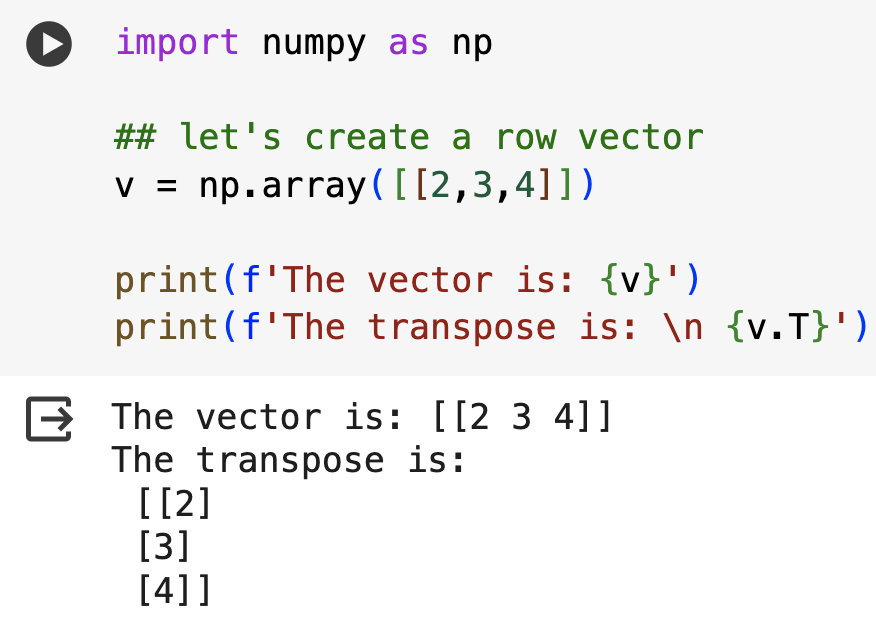 import numpy as np
## let's create a row vector
v = np.array([[2,3,4]])
print(f'The vector is: {v}')
print(f'The transpose is: \n {v.T}')
The vector is: [[2 3 4]]
The transpose is:
[[2]
[3]
[4]]